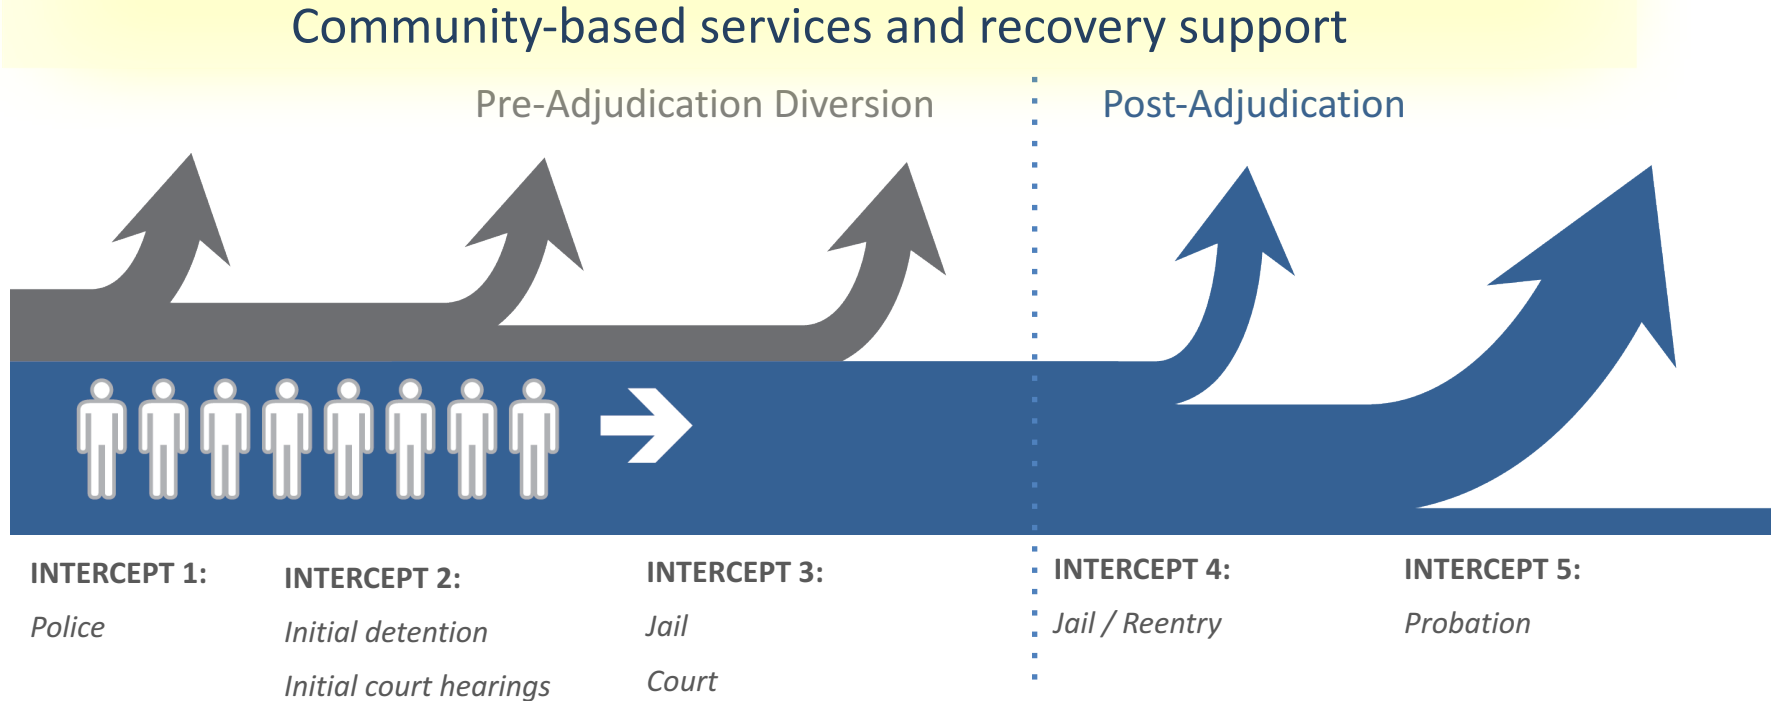 Community-based services and recovery support
Pre-Adjudication Diversion
Post-Adjudication
INTERCEPT 1:
Police
INTERCEPT 2:
Initial detention
Initial court hearings
INTERCEPT 3:
Jail
Court
INTERCEPT 4:
Jail / Reentry
INTERCEPT 5:
Probation